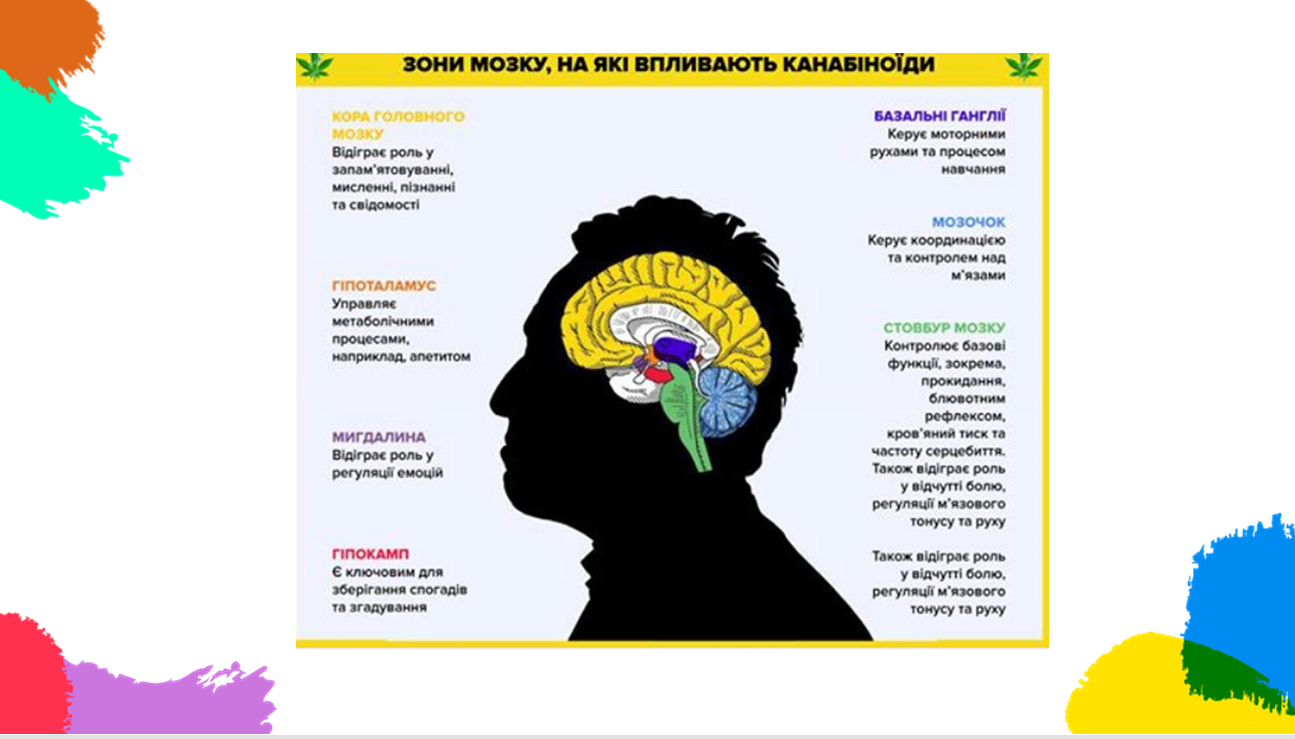 ЗОНИ МОЗКУ, НА ЯКІ ВПЛИВАЮТЬ КАНАБІНОЇДИ
КОРА ГОЛОВНОГО
МОЗКУ
Відіграє роль у
запам'ятовуванні,
мисленні, пізнанні
та свідомості
ГІПОТАЛАМУС
Управляє
метаболічними
процесами,
наприклад, апетитом
МИГДАЛИНА
Відіграє роль у
регуляції емоцій
ГІПОКАМП
Є ключовим для
зберігання спогадів
та згадування
БАЗАЛЬНІ ГАНГЛІЇ
Керує моторними
рухами та процесом
навчання
МОЗОЧОК
Керує координацією
та контролем над
м'язами
СТОВБУР МОЗКУ
Контролює базові
функції, зокрема,
прокидання,
блювотним
рефлексом,
кров'яний тиск та
частоту серцебиття.
Також відіграє роль
у відчутті болю,
регуляції м'язового
тонусу та руху
Також відіграє роль
у відчутті болю,
регуляції м'язового
тонусу та руху